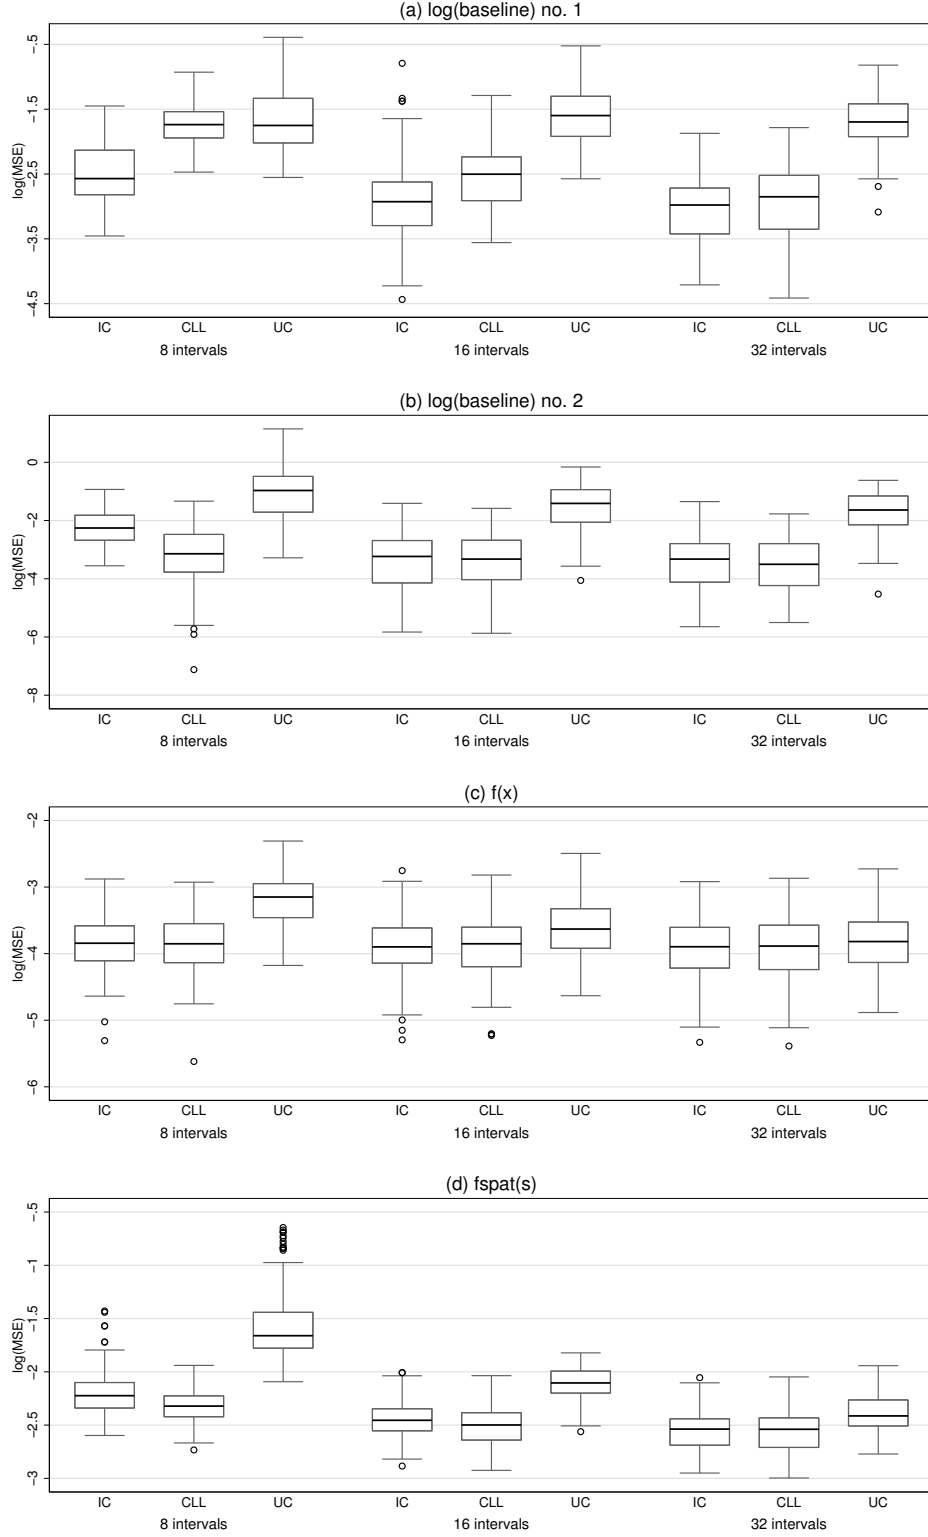 (a) log(baseline) no. 1
log(MSE)
−.5
−1.5
−2.5
−3.5
−4.5
IC CLL UC IC CLL UC IC CLL UC
8 intervals 16 intervals 32 intervals
(b) log(baseline) no. 2
log(MSE)
0
−2
−4
−6
−8
IC CLL UC IC CLL UC IC CLL UC
8 intervals 16 intervals 32 intervals
(c) f(x)
log(MSE)
−2
−3
−4
−5
−6
IC CLL UC IC CLL UC IC CLL UC
8 intervals 16 intervals 32 intervals
(d) fspat(s)
log(MSE)
−.5
−1
−1.5
−2
−2.5
−3
IC CLL UC IC CLL UC IC CLL UC
8 intervals 16 intervals 32 intervals